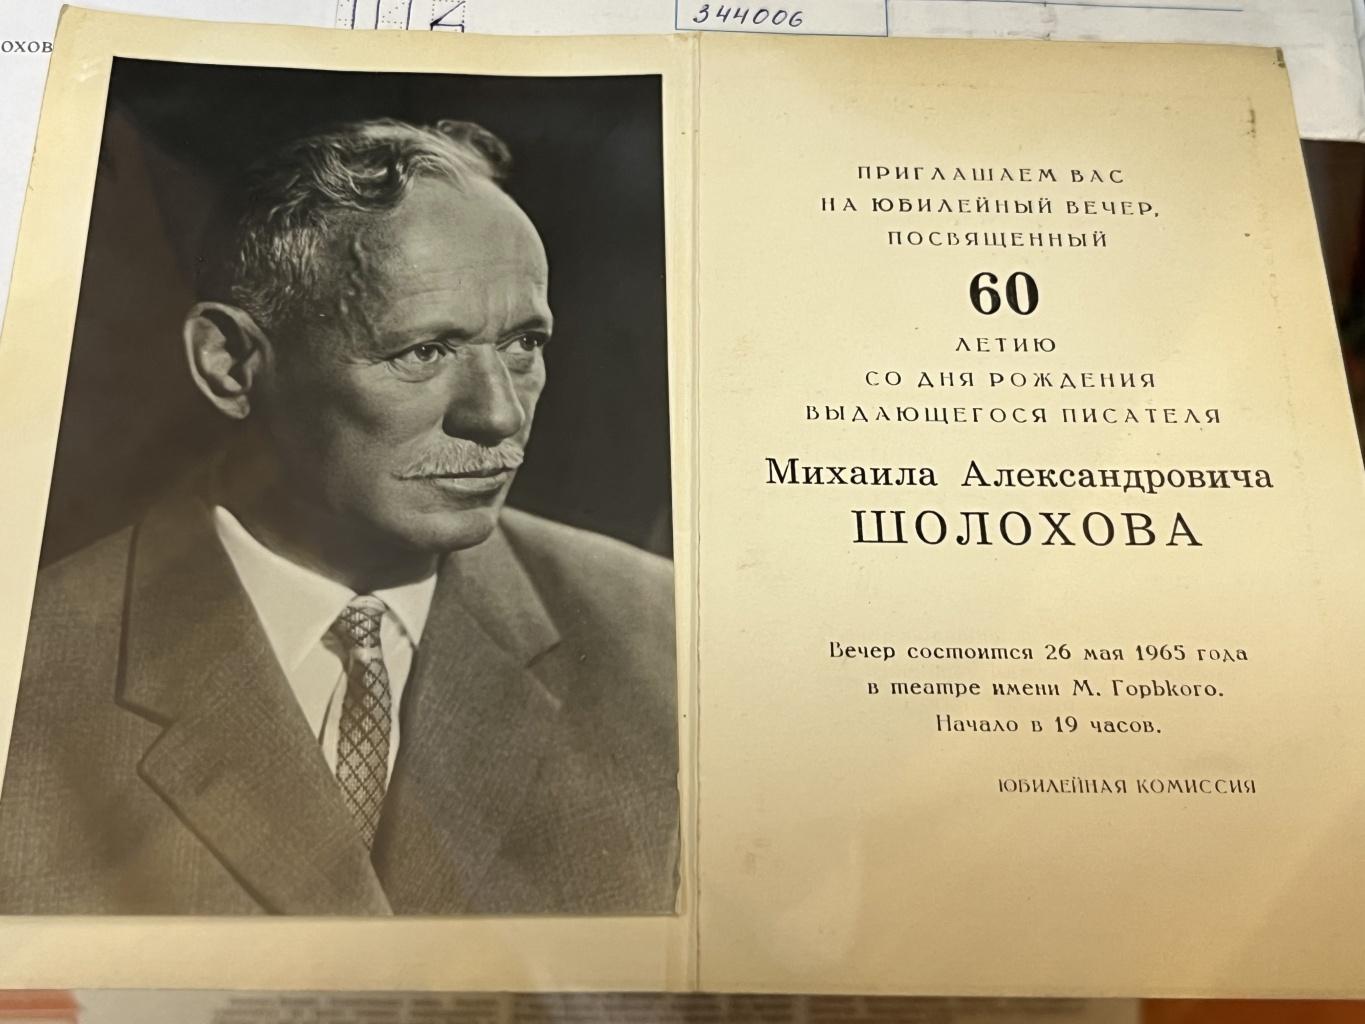 344006
охов
ПРИГЛАШАЕМ ВАС
НА ЮБИЛЕЙНЫЙ ВЕЧЕР,
ПОСВЯЩЕННЫЙ
60
ЛЕТИЮ
СО ДНЯ РОЖДЕНИЯ
ВЫДАЮЩЕГОСЯ ПИСАТЕЛЯ
Михаила Александровича
ШОЛОХОВА
Вечер состоится 26 мая 1965 года
в театре имени М. Горького.
Начало в 19 часов.
ЮБИЛЕЙНАЯ КОМИССИЯ